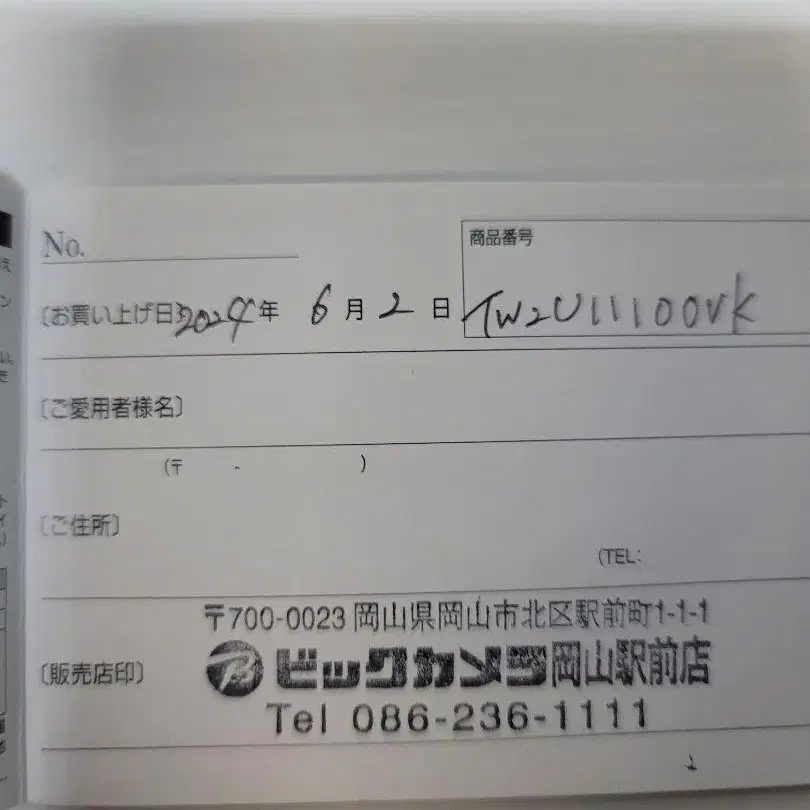 No.
商品番号
〔お買い上げ日〕2024年 6月 2日
TW2U11100VK
〔ご愛用者様名〕
(〒 - )
〔ご住所〕
(TEL:
〒700-0023 岡山県岡山市北区駅前町1-1-1
〔販売店印〕
ビックカメラ岡山駅前店
Tel 086-236-1111